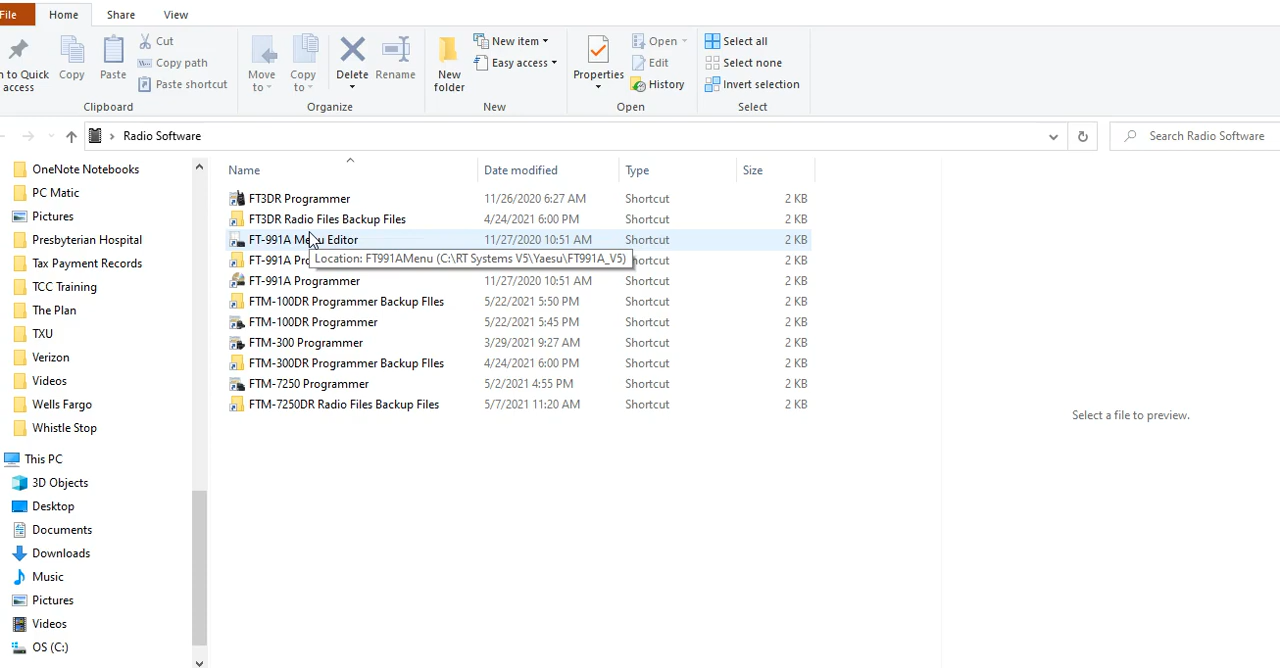 File Home Share View
Cut
Copy path
Paste shortcut
n to Quick access
Copy
Paste
Clipboard
Move to
Copy to
Delete
Rename
Organize
New folder
New item
Easy access
New
Properties
Open
Edit
History
Open
Select all
Select none
Invert selection
Select
Radio Software
Search Radio Software
OneNote Notebooks
PC Matic
Pictures
Presbyterian Hospital
Tax Payment Records
TCC Training
The Plan
TXU
Verizon
Videos
Wells Fargo
Whistle Stop
This PC
3D Objects
Desktop
Documents
Downloads
Music
Pictures
Videos
OS (C:)
Name Date modified Type Size
FT3DR Programmer 11/26/2020 6:27 AM Shortcut 2 KB
FT3DR Radio Files Backup Files 4/24/2021 6:00 PM Shortcut 2 KB
FT-991A Menu Editor 11/27/2020 10:51 AM Shortcut 2 KB
FT-991A Pro Shortcut 2 KB
Location: FT991AMenu (C:\RT Systems V5\Yaesu\FT991A_V5)
FT-991A Programmer 11/27/2020 10:51 AM Shortcut 2 KB
FTM-100DR Programmer Backup FIles 5/22/2021 5:50 PM Shortcut 2 KB
FTM-100DR Programmer 5/22/2021 5:45 PM Shortcut 2 KB
FTM-300 Programmer 3/29/2021 9:27 AM Shortcut 2 KB
FTM-300DR Programmer Backup FIles 4/24/2021 6:00 PM Shortcut 2 KB
FTM-7250 Programmer 5/2/2021 4:55 PM Shortcut 2 KB
FTM-7250DR Radio Files Backup Files 5/7/2021 11:20 AM Shortcut 2 KB
Select a file to preview.